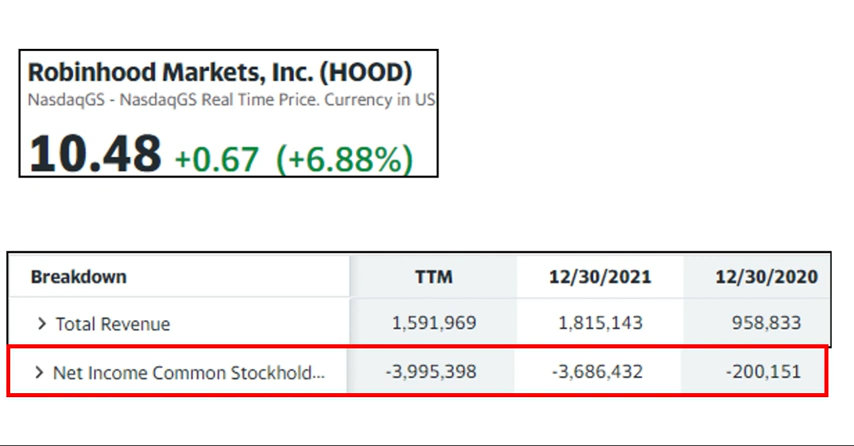 Robinhood Markets, Inc. (HOOD)
NasdaqGS - NasdaqGS Real Time Price. Currency in US
10.48 +0.67 (+6.88%)
Breakdown TTM 12/30/2021 12/30/2020
> Total Revenue 1,591,969 1,815,143 958,833
> Net Income Common Stockhold... -3,995,398 -3,686,432 -200,151